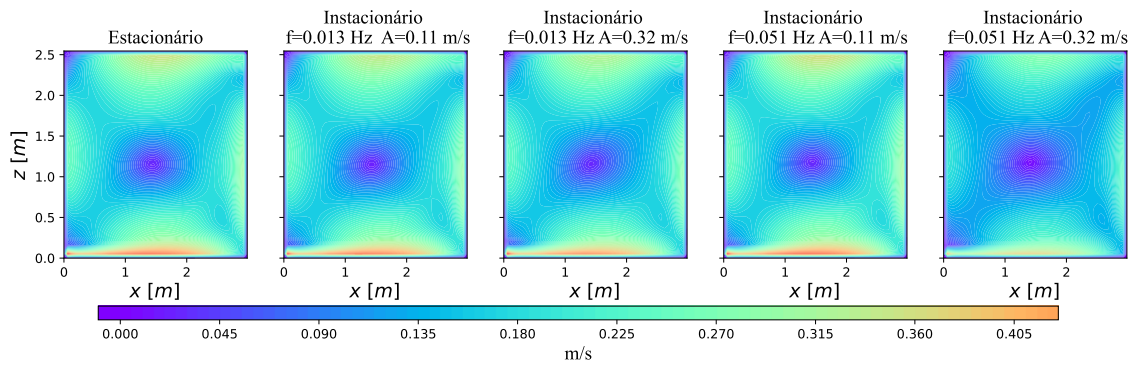 Estacionário
Instacionário
f=0.013 Hz  A=0.11 m/s
Instacionário
f=0.013 Hz A=0.32 m/s
Instacionário
f=0.051 Hz A=0.11 m/s
Instacionário
f=0.051 Hz A=0.32 m/s
2.5
2.0
1.5
1.0
0.5
0.0
z [m]
0 1 2
0 1 2
0 1 2
0 1 2
0 1 2
x [m] x [m] x [m] x [m] x [m]
0.000 0.045 0.090 0.135 0.180 0.225 0.270 0.315 0.360 0.405
m/s